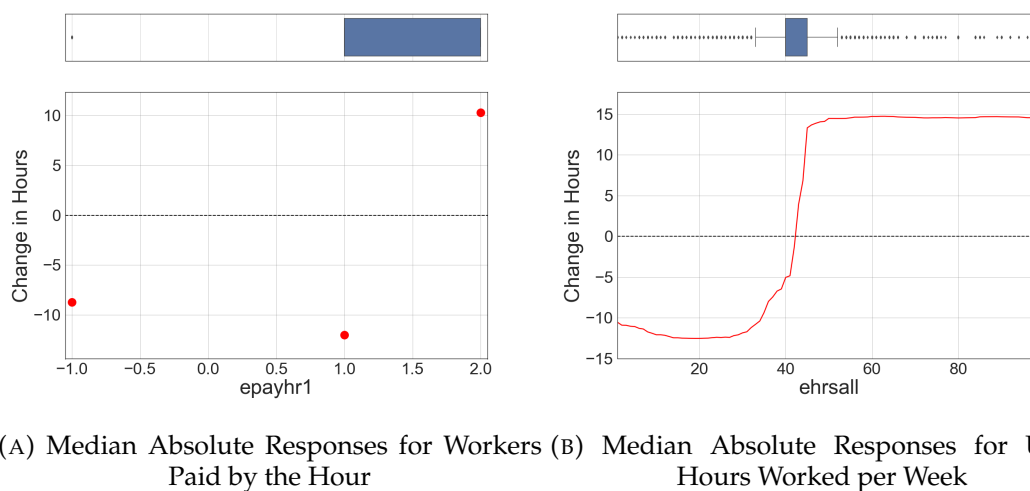 10
5
0
−5
−10
Change in Hours
−1.0 −0.5 0.0 0.5 1.0 1.5 2.0
epayhr1
15
10
5
0
−5
−10
−15
Change in Hours
20 40 60 80
ehrsall
(A) Median Absolute Responses for Workers
Paid by the Hour
(B) Median Absolute Responses for
Hours Worked per Week